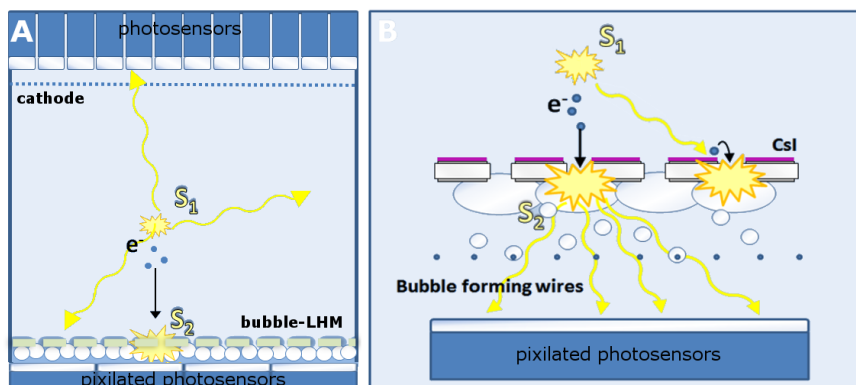 A
photosensors
cathode
S1
e-
S2
bubble-LHM
pixilated photosensors
B
S1
e-
CsI
S2
Bubble forming wires
pixilated photosensors